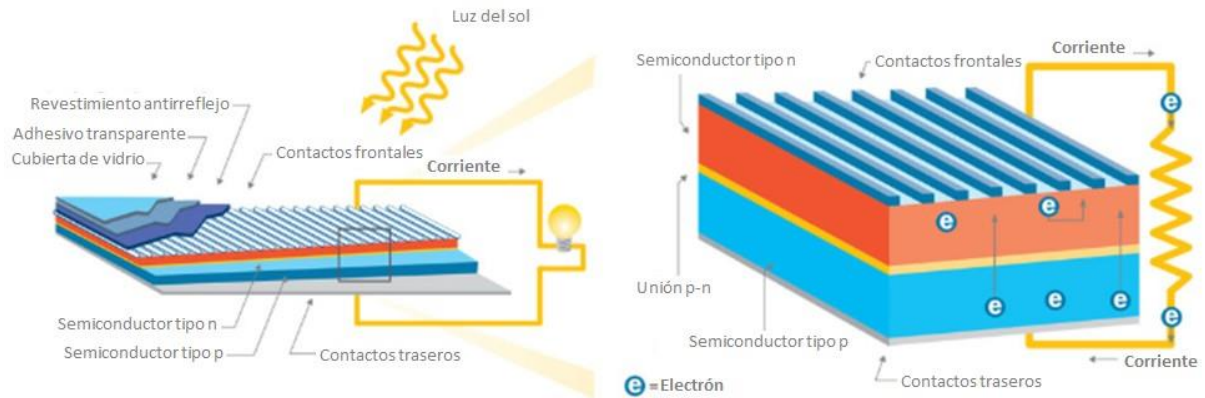 Luz del sol
Revestimiento antirreflejo
Adhesivo transparente
Cubierta de vidrio
Contactos frontales
Corriente
Semiconductor tipo n
Semiconductor tipo p
Contactos traseros
Semiconductor tipo n
Contactos frontales
Corriente
e
e
e
Unión p-n
e
e
e
e
Semiconductor tipo p
Corriente
Contactos traseros
e =Electrón